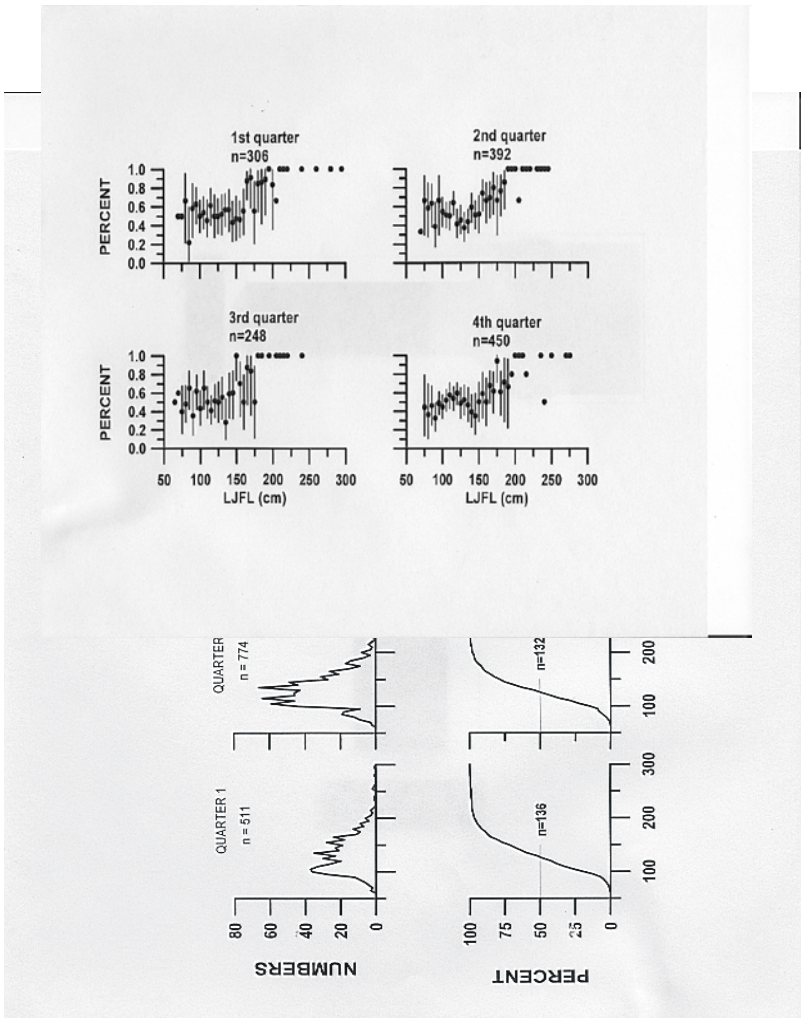 1st quarter
n=306
2nd quarter
n=392
PERCENT
1.0
0.8
0.6
0.4
0.2
0.0
3rd quarter
n=248
4th quarter
n=450
PERCENT
1.0
0.8
0.6
0.4
0.2
0.0
50 100 150 200 250 300
50 100 150 200 250 300
LJFL (cm)
LJFL (cm)
QUARTER
n = 774
n=132
200
100
QUARTER 1
n = 511
n=136
300
200
100
80 60 40 20 0
100 75 50 25 0
NUMBERS
PERCENT